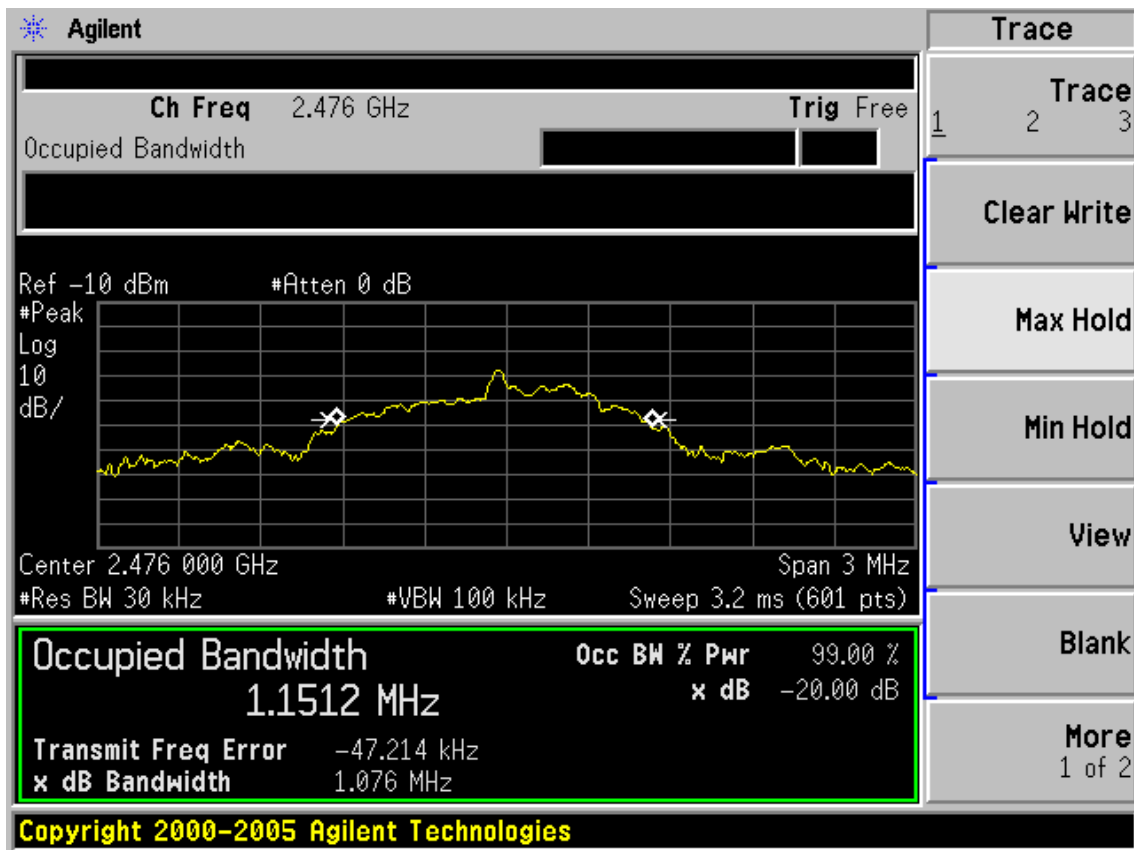 Agilent
Trace
Ch Freq 2.476 GHz Trig Free
Occupied Bandwidth
Trace
1 2 3
Clear Write
Max Hold
Min Hold
View
Blank
More
1 of 2
Ref -10 dBm #Atten 0 dB
#Peak
Log
10
dB/
Center 2.476 000 GHz Span 3 MHz
#Res BW 30 kHz #VBW 100 kHz Sweep 3.2 ms (601 pts)
Occupied Bandwidth Occ BW % Pwr 99.00 %
1.1512 MHz x dB -20.00 dB
Transmit Freq Error -47.214 kHz
x dB Bandwidth 1.076 MHz
Copyright 2000-2005 Agilent Technologies